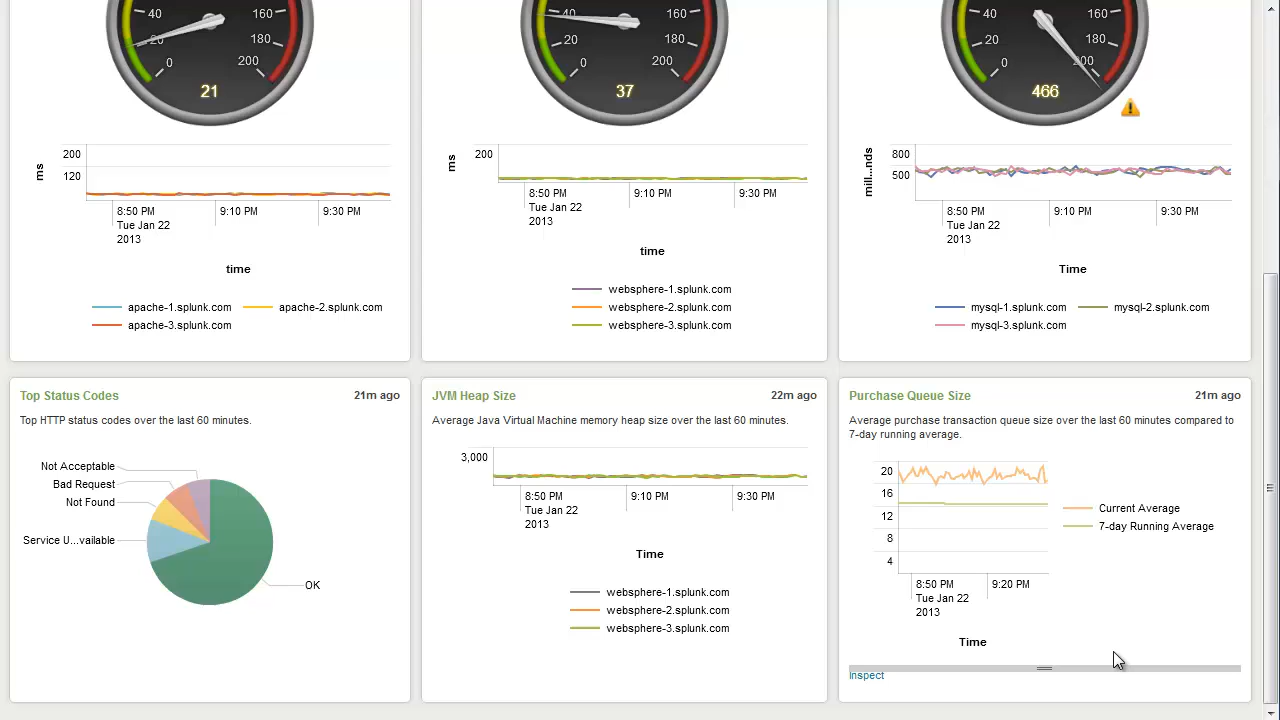 40 160
20 180
0 200
21
ms
200
120
8:50 PM 9:10 PM 9:30 PM
Tue Jan 22
2013
time
apache-1.splunk.com apache-2.splunk.com
apache-3.splunk.com
40 160
20 180
0 200
37
ms
200
8:50 PM 9:10 PM 9:30 PM
Tue Jan 22
2013
time
websphere-1.splunk.com
websphere-2.splunk.com
websphere-3.splunk.com
40 160
20 180
0 200
466
mill...nds
800
500
8:50 PM 9:10 PM 9:30 PM
Tue Jan 22
2013
Time
mysql-1.splunk.com mysql-2.splunk.com
mysql-3.splunk.com
Top Status Codes 21m ago
Top HTTP status codes over the last 60 minutes.
Not Acceptable
Bad Request
Not Found
Service U...vailable
OK
JVM Heap Size 22m ago
Average Java Virtual Machine memory heap size over the last 60 minutes.
3,000
8:50 PM 9:10 PM 9:30 PM
Tue Jan 22
2013
Time
websphere-1.splunk.com
websphere-2.splunk.com
websphere-3.splunk.com
Purchase Queue Size 21m ago
Average purchase transaction queue size over the last 60 minutes compared to
7-day running average.
20
16
12
8
4
Current Average
7-day Running Average
8:50 PM 9:20 PM
Tue Jan 22
2013
Time
Inspect